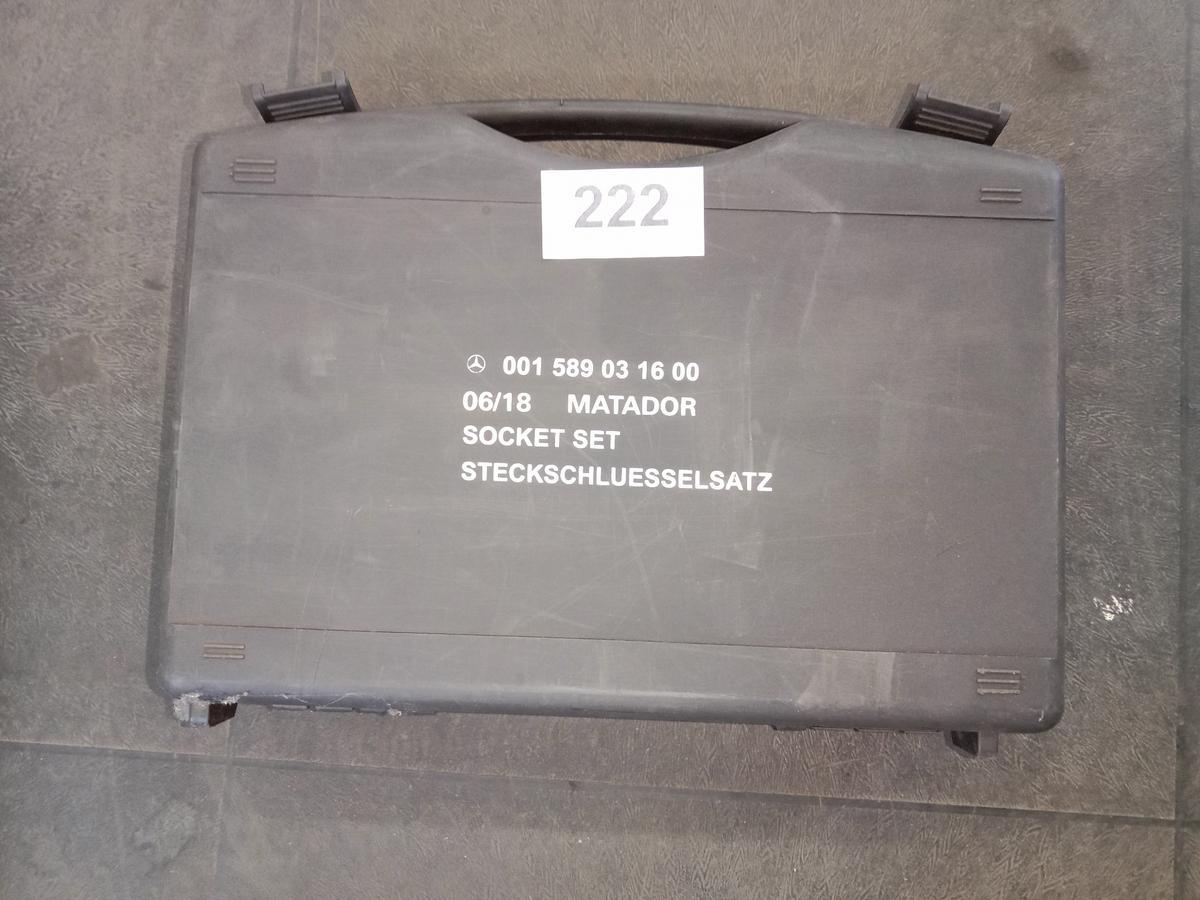 222
001 589 03 16 00
06/18 MATADOR
SOCKET SET
STECKSCHLUESSELSATZ